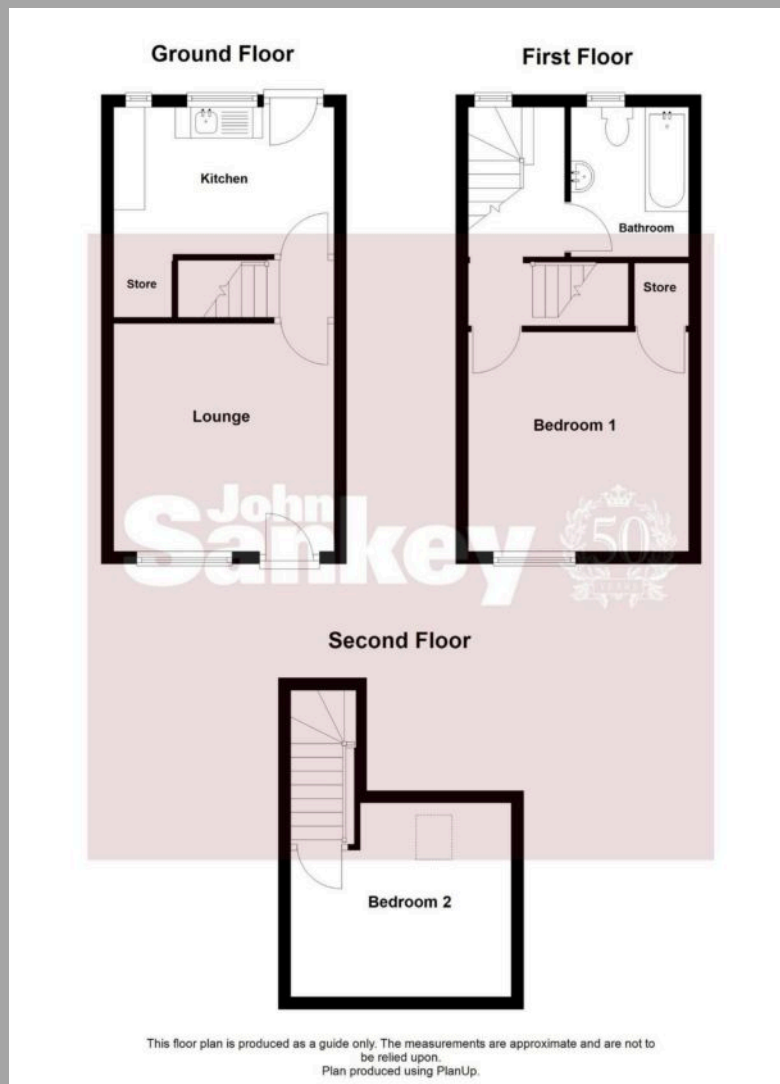 Ground Floor
First Floor
Kitchen
Store
Lounge
Bathroom
Store
Bedroom 1
John
Sankey
50
YEARS
Second Floor
Bedroom 2
This floor plan is produced as a guide only. The measurements are approximate and are not to
be relied upon.
Plan produced using PlanUp.